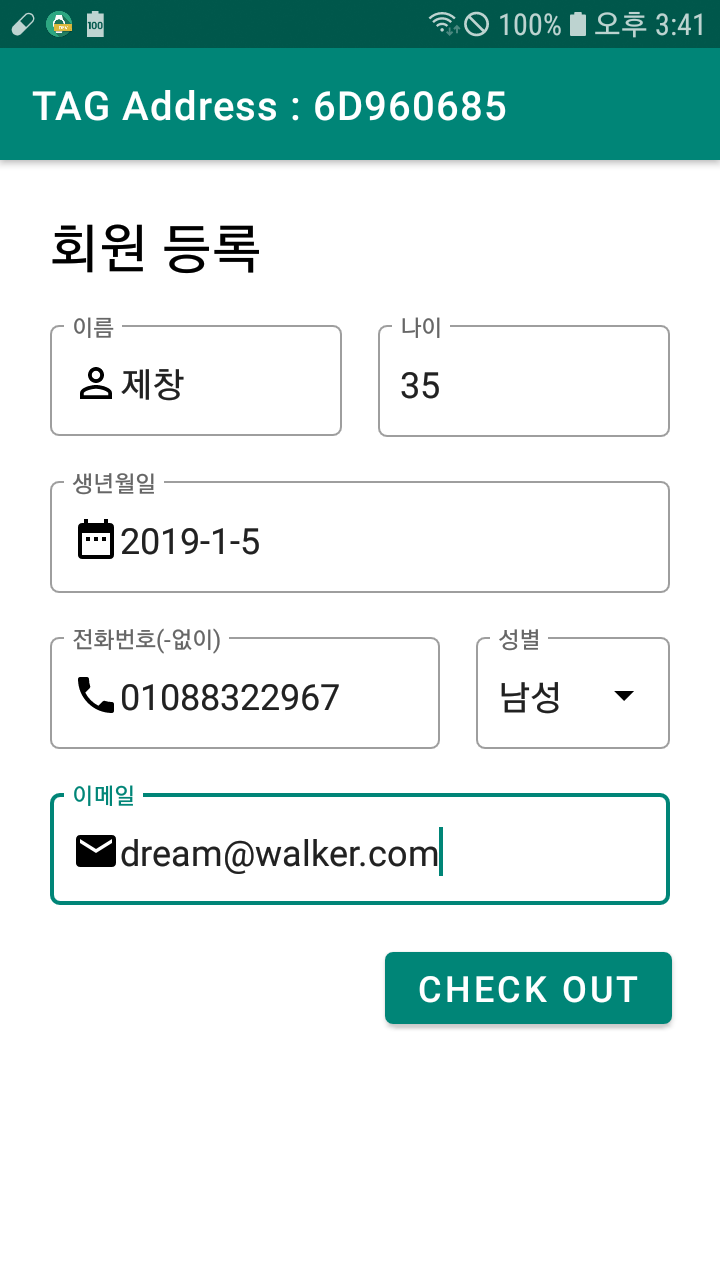 100 100% 오후 3:41
TAG Address : 6D960685
회원 등록
이름 나이
제창 35
생년월일
2019-1-5
전화번호(-없이) 성별
01088322967 남성
이메일
dream@walker.com
CHECK OUT